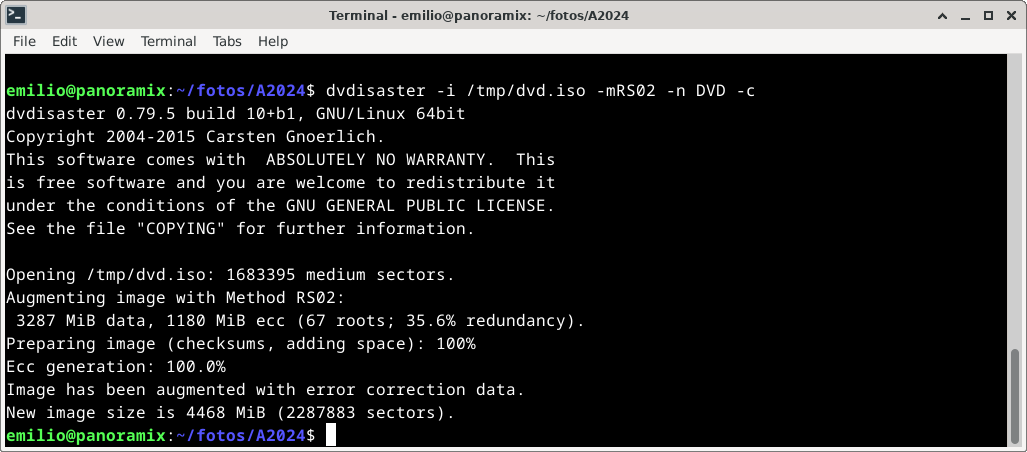 Terminal - emilio@panoramix: ~/fotos/A2024
File Edit View Terminal Tabs Help
emilio@panoramix:~/fotos/A2024$ dvdisaster -i /tmp/dvd.iso -mRS02 -n DVD -c
dvdisaster 0.79.5 build 10+b1, GNU/Linux 64bit
Copyright 2004-2015 Carsten Gnoerlich.
This software comes with  ABSOLUTELY NO WARRANTY.  This
is free software and you are welcome to redistribute it
under the conditions of the GNU GENERAL PUBLIC LICENSE.
See the file "COPYING" for further information.
Opening /tmp/dvd.iso: 1683395 medium sectors.
Augmenting image with Method RS02:
 3287 MiB data, 1180 MiB ecc (67 roots; 35.6% redundancy).
Preparing image (checksums, adding space): 100%
Ecc generation: 100.0%
Image has been augmented with error correction data.
New image size is 4468 MiB (2287883 sectors).
emilio@panoramix:~/fotos/A2024$